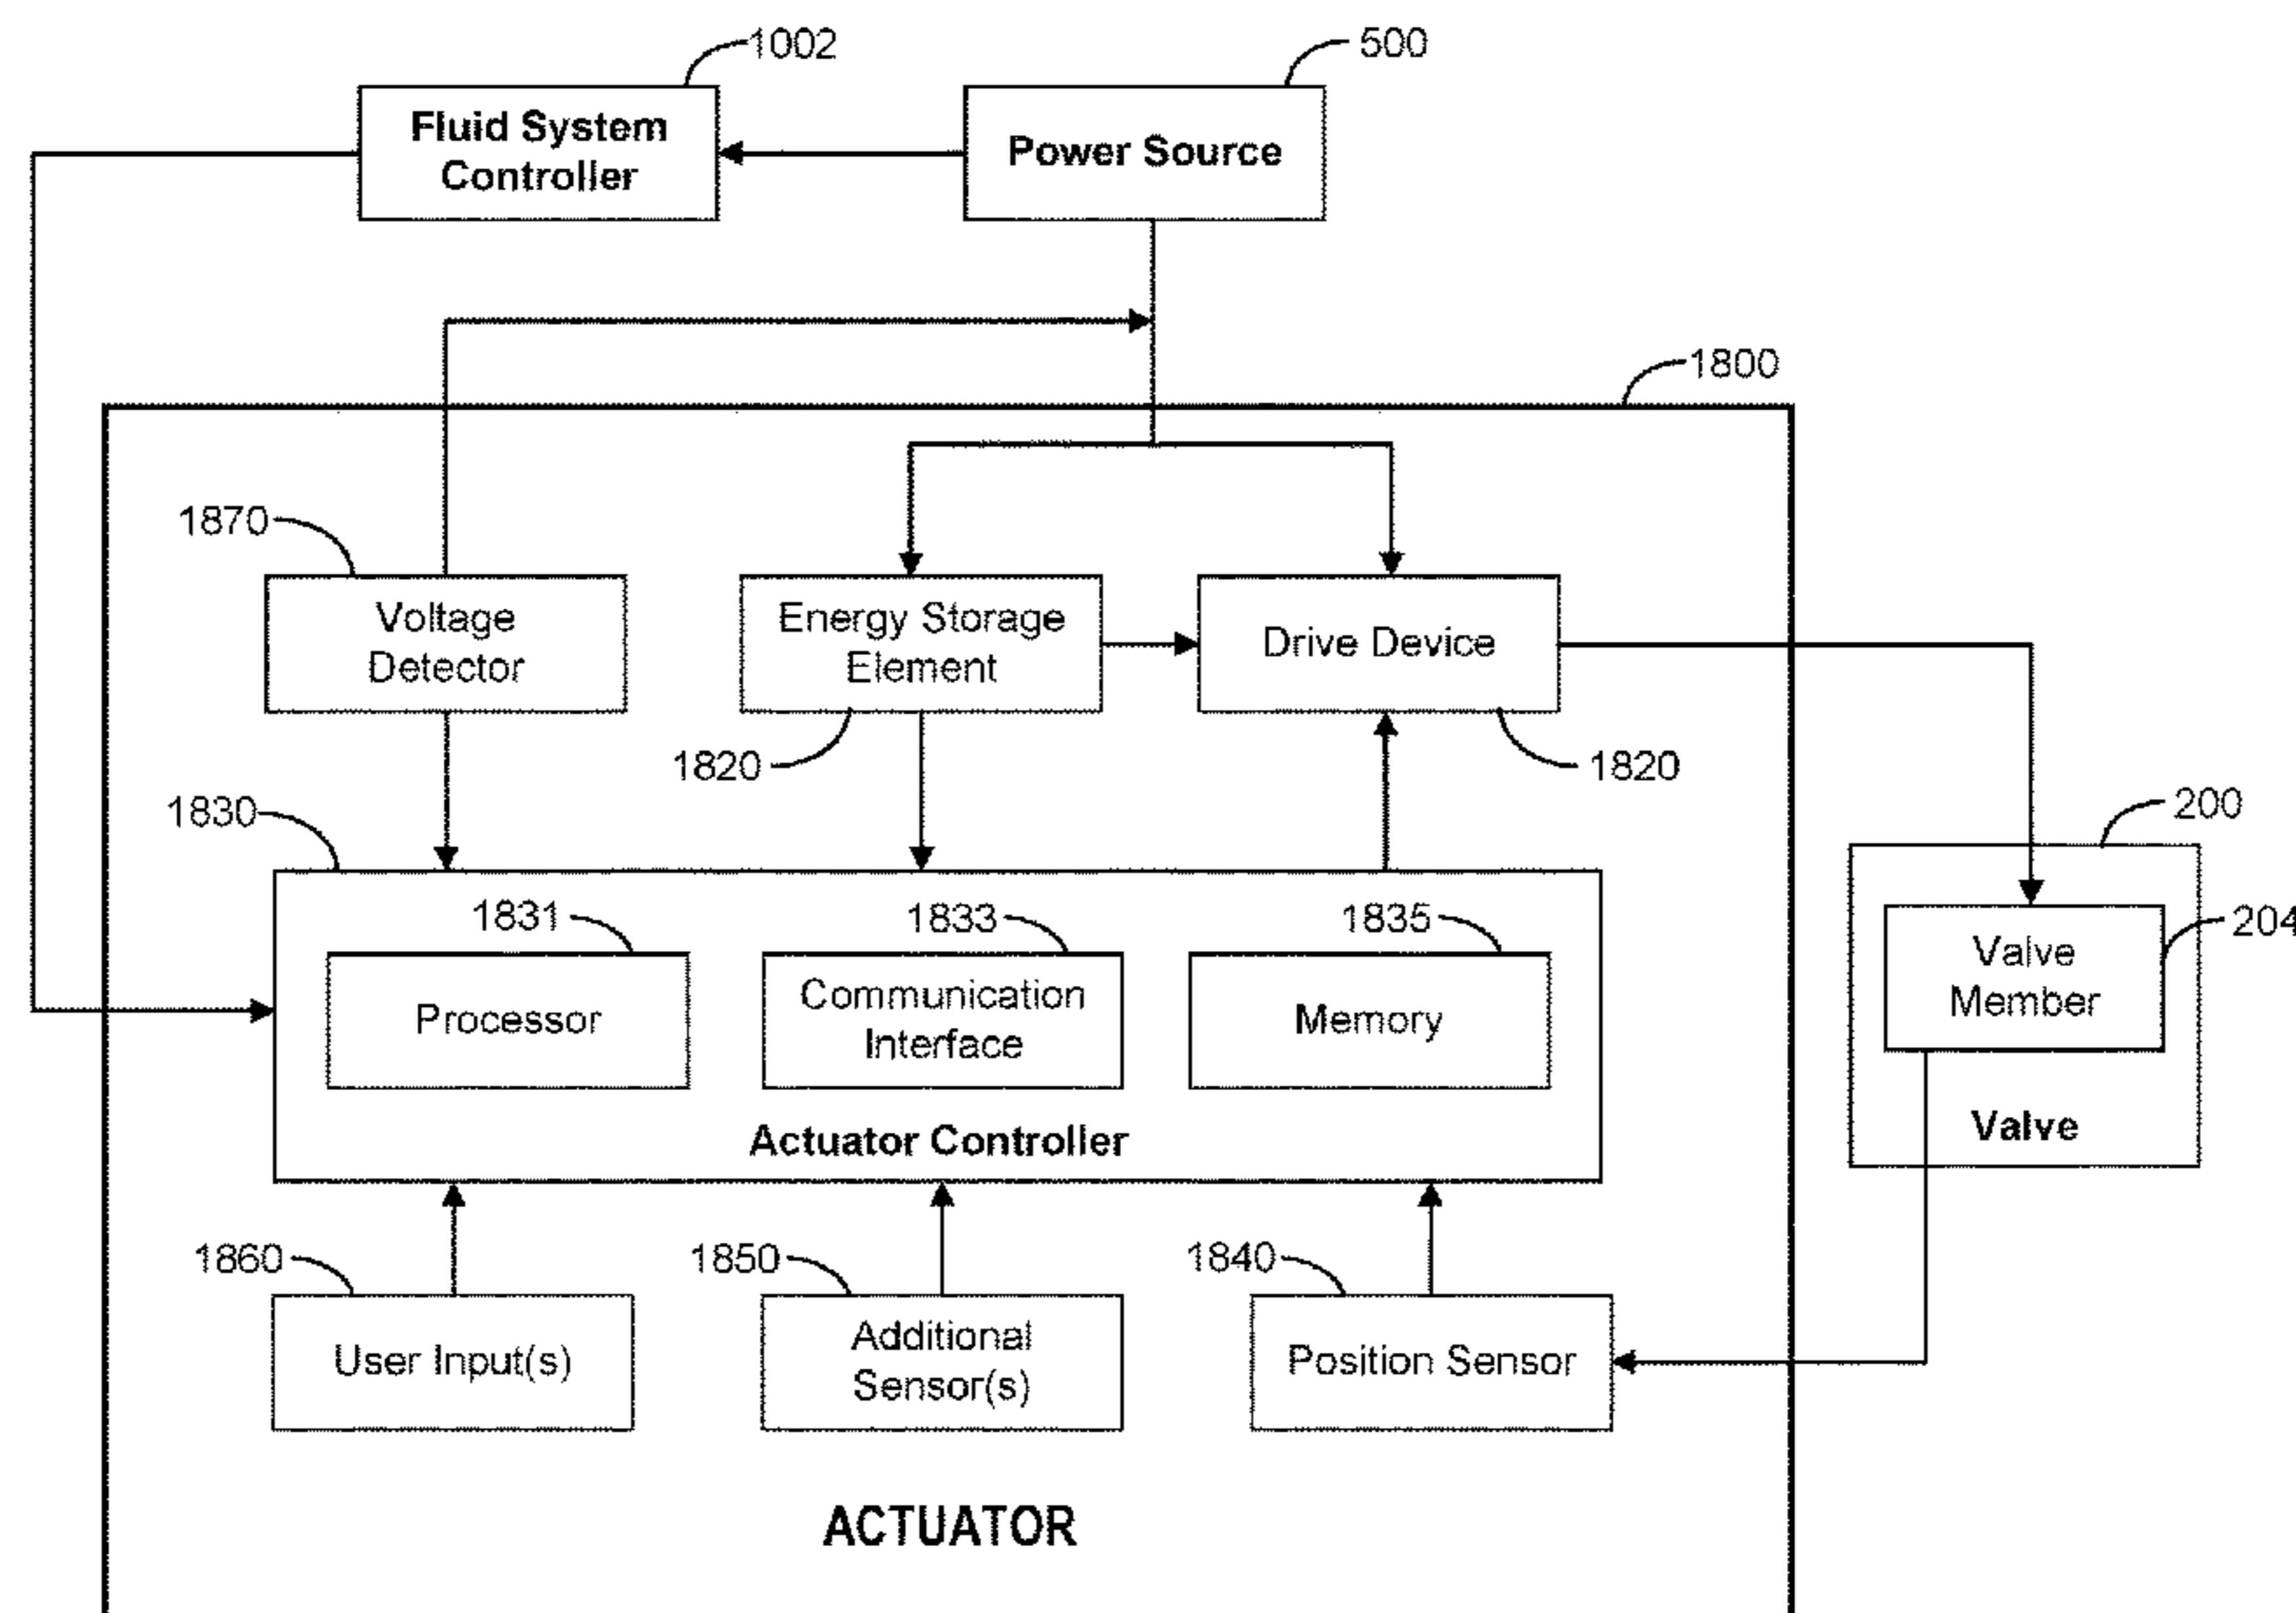 1002
500
Fluid System
Controller
Power Source
1800
1870
Voltage
Detector
Energy Storage
Element
Drive Device
1820
1820
1830
200
1831
1833
1835
204
Processor
Communication
Interface
Memory
Valve
Member
Actuator Controller
Valve
1860
1850
1840
User Input(s)
Additional
Sensor(s)
Position Sensor
ACTUATOR